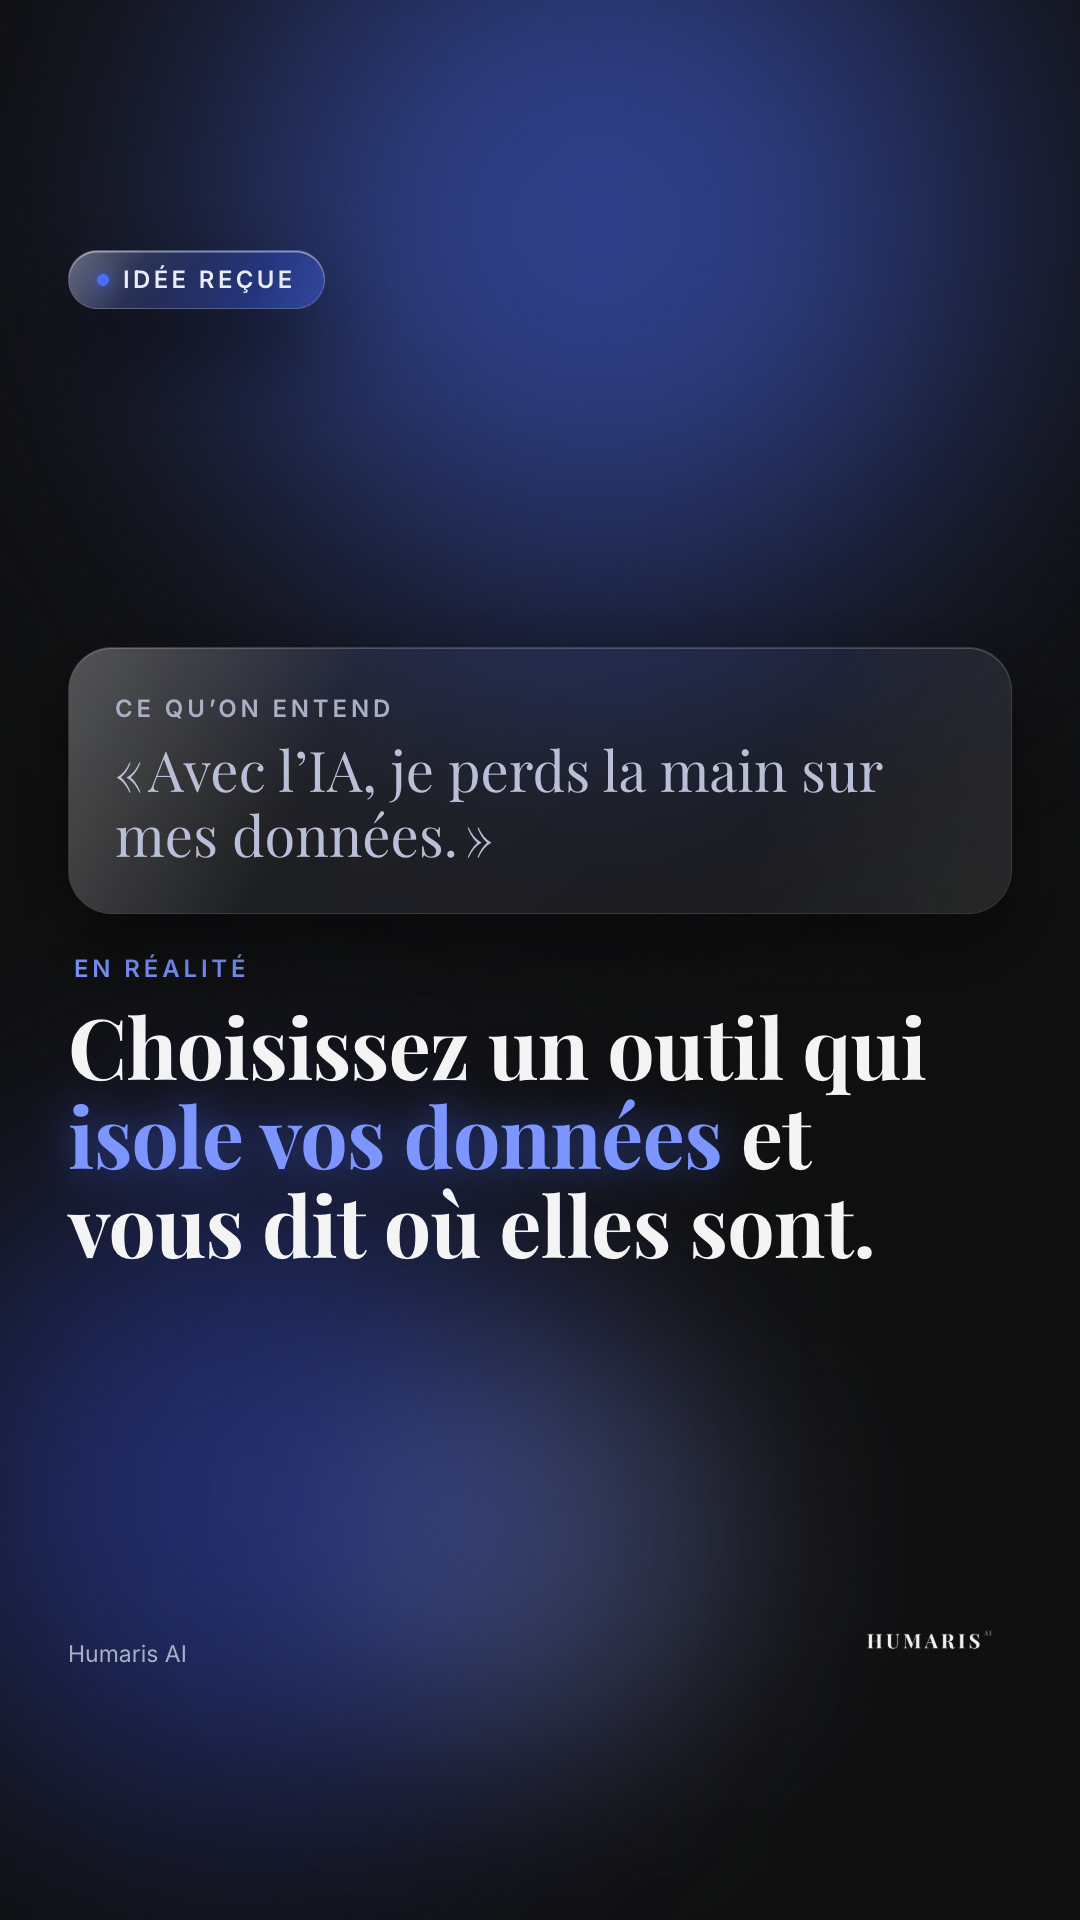 IDÉE REÇUE
CE QU’ON ENTEND
« Avec l’IA, je perds la main sur
mes données. »
EN RÉALITÉ
Choisissez un outil qui
isole vos données et
vous dit où elles sont.
Humaris AI
HUMARIS AI